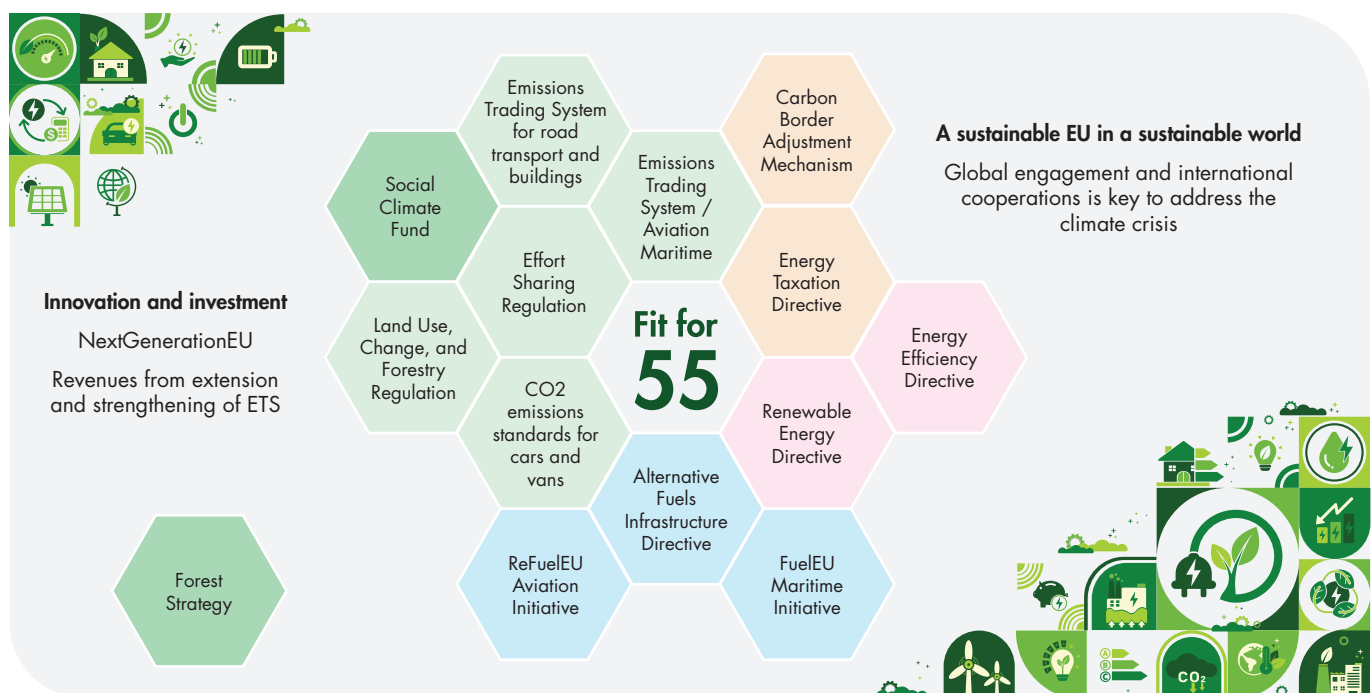 Emissions
Trading System
for road
transport and
buildings
Carbon
Border
Adjustment
Mechanism
A sustainable EU in a sustainable world
Global engagement and international
cooperations is key to address the
climate crisis
Social
Climate
Fund
Emissions
Trading
System /
Aviation
Maritime
Effort
Sharing
Regulation
Energy
Taxation
Directive
Innovation and investment
NextGenerationEU
Revenues from extension
and strengthening of ETS
Land Use,
Change, and
Forestry
Regulation
Fit for
55
Energy
Efficiency
Directive
CO2
emissions
standards for
cars and
vans
Renewable
Energy
Directive
Alternative
Fuels
Infrastructure
Directive
Forest
Strategy
ReFuelEU
Aviation
Initiative
FuelEU
Maritime
Initiative
A
B
C
CO2